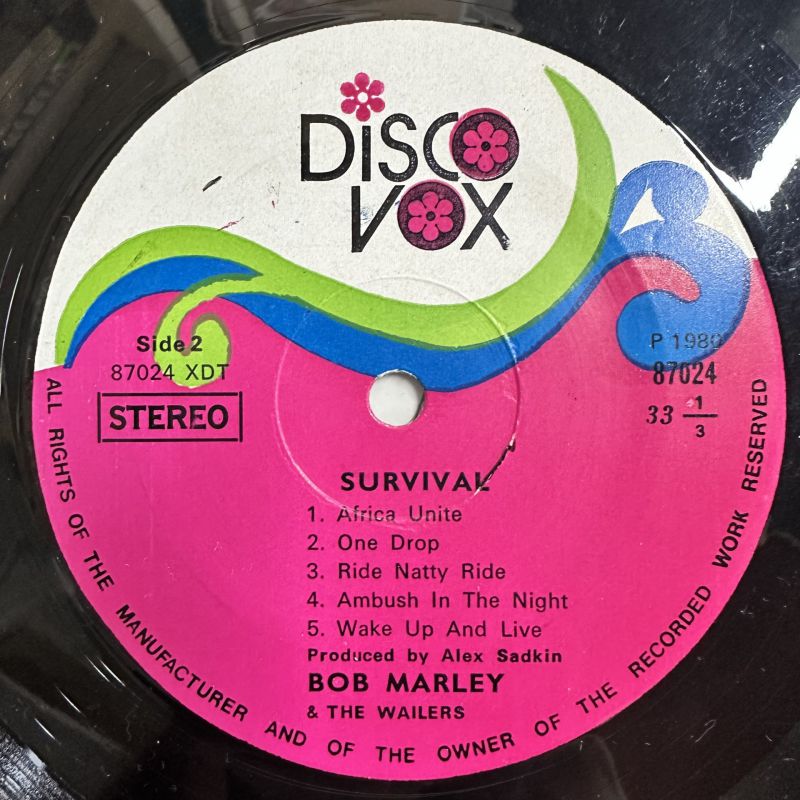 DISCO
VOX
Side 2
87024 XDT
STEREO
P 1980
87024
33 1/3
SURVIVAL
1. Africa Unite
2. One Drop
3. Ride Natty Ride
4. Ambush In The Night
5. Wake Up And Live
Produced by Alex Sadkin
BOB MARLEY
& THE WAILERS
ALL RIGHTS OF THE MANUFACTURER AND OF THE OWNER OF THE RECORDED WORK RESERVED